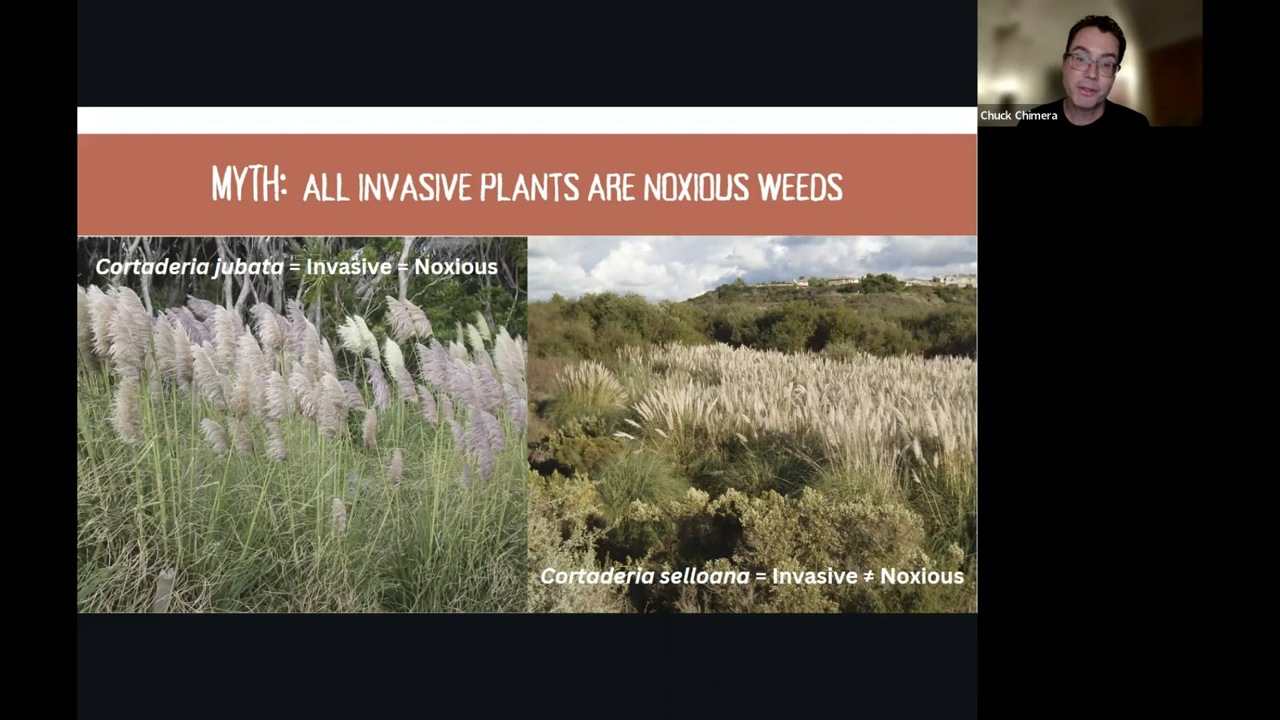 Chuck Chimera
MYTH: ALL INVASIVE PLANTS ARE NOXIOUS WEEDS
Cortaderia jubata = Invasive = Noxious
Cortaderia selloana = Invasive ≠ Noxious